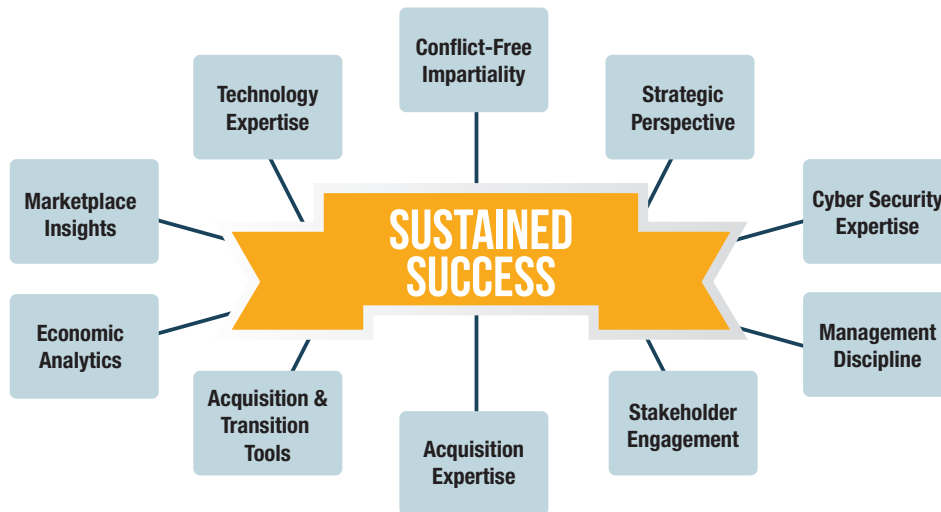 Conflict-Free
Impartiality
Technology
Expertise
Strategic
Perspective
Marketplace
Insights
SUSTAINED
SUCCESS
Cyber Security
Expertise
Economic
Analytics
Management
Discipline
Acquisition &
Transition
Tools
Acquisition
Expertise
Stakeholder
Engagement